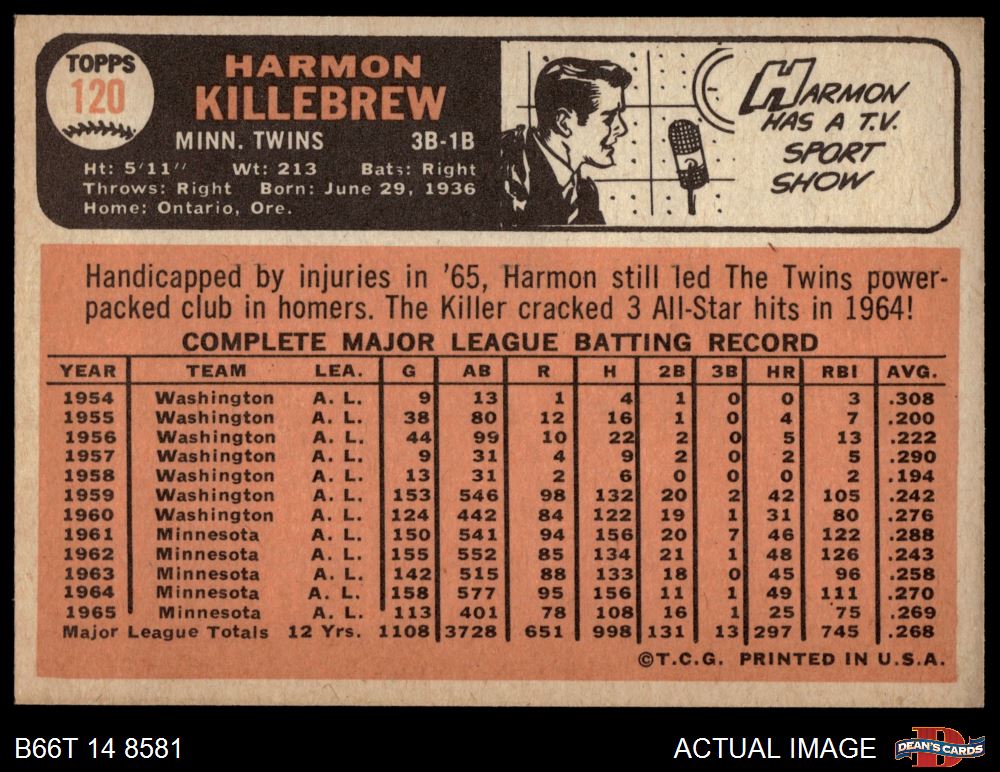 TOPPS
120
HARMON
KILLEBREW
MINN. TWINS 3B-1B
Ht: 5'11" Wt: 213 Bats: Right
Throws: Right Born: June 29, 1936
Home: Ontario, Ore.
HARMON
HAS A T.V.
SPORT
SHOW
Handicapped by injuries in '65, Harmon still led The Twins power-
packed club in homers. The Killer cracked 3 All-Star hits in 1964!
COMPLETE MAJOR LEAGUE BATTING RECORD
YEAR TEAM LEA. G AB R H 2B 3B HR RBI AVG.
1954 Washington A. L. 9 13 1 4 1 0 0 3 .308
1955 Washington A. L. 38 80 12 16 1 0 4 7 .200
1956 Washington A. L. 44 99 10 22 2 0 5 13 .222
1957 Washington A. L. 9 31 4 9 2 0 2 5 .290
1958 Washington A. L. 13 31 2 6 0 0 0 2 .194
1959 Washington A. L. 153 546 98 132 20 2 42 105 .242
1960 Washington A. L. 124 442 84 122 19 1 31 80 .276
1961 Minnesota A. L. 150 541 94 156 20 7 46 122 .288
1962 Minnesota A. L. 155 552 85 134 21 1 48 126 .243
1963 Minnesota A. L. 142 515 88 133 18 0 45 96 .258
1964 Minnesota A. L. 158 577 95 156 11 1 49 111 .270
1965 Minnesota A. L. 113 401 78 108 16 1 25 75 .269
Major League Totals 12 Yrs. 1108 3728 651 998 131 13 297 745 .268
©T.C.G. PRINTED IN U.S.A.
B66T 14 8581 ACTUAL IMAGE
DEAN'S CARDS